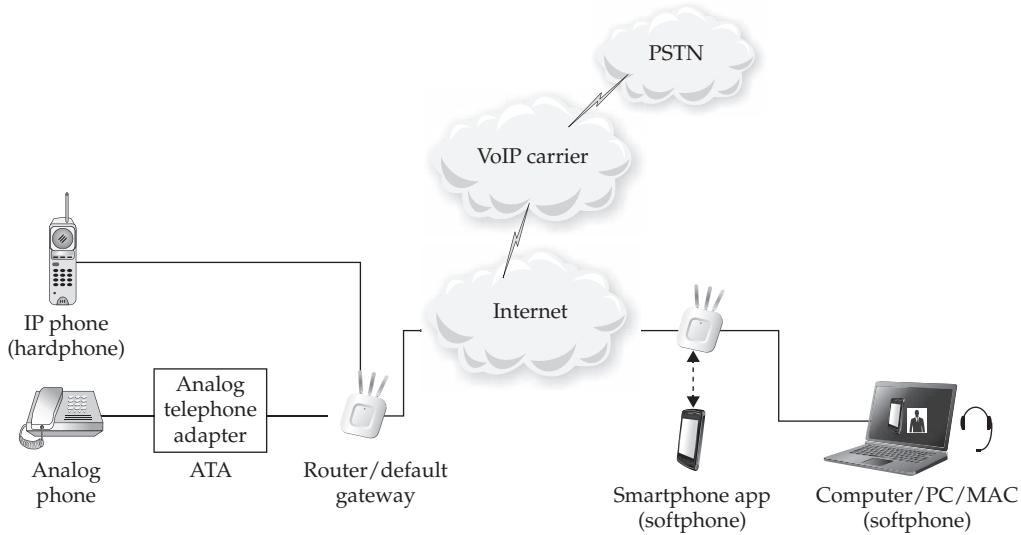 PSTN
VoIP carrier
Internet
IP phone
(hardphone)
Analog
telephone
adapter
Analog
phone
ATA
Router/default
gateway
Smartphone app
(softphone)
Computer/PC/MAC
(softphone)